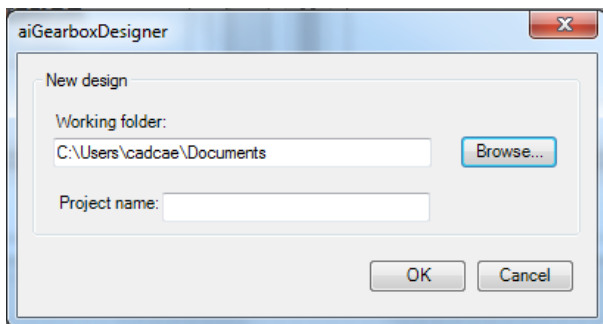 aiGearboxDesigner
New design
Working folder:
C:\Users\cadcae\Documents
Browse...
Project name:
OK
Cancel